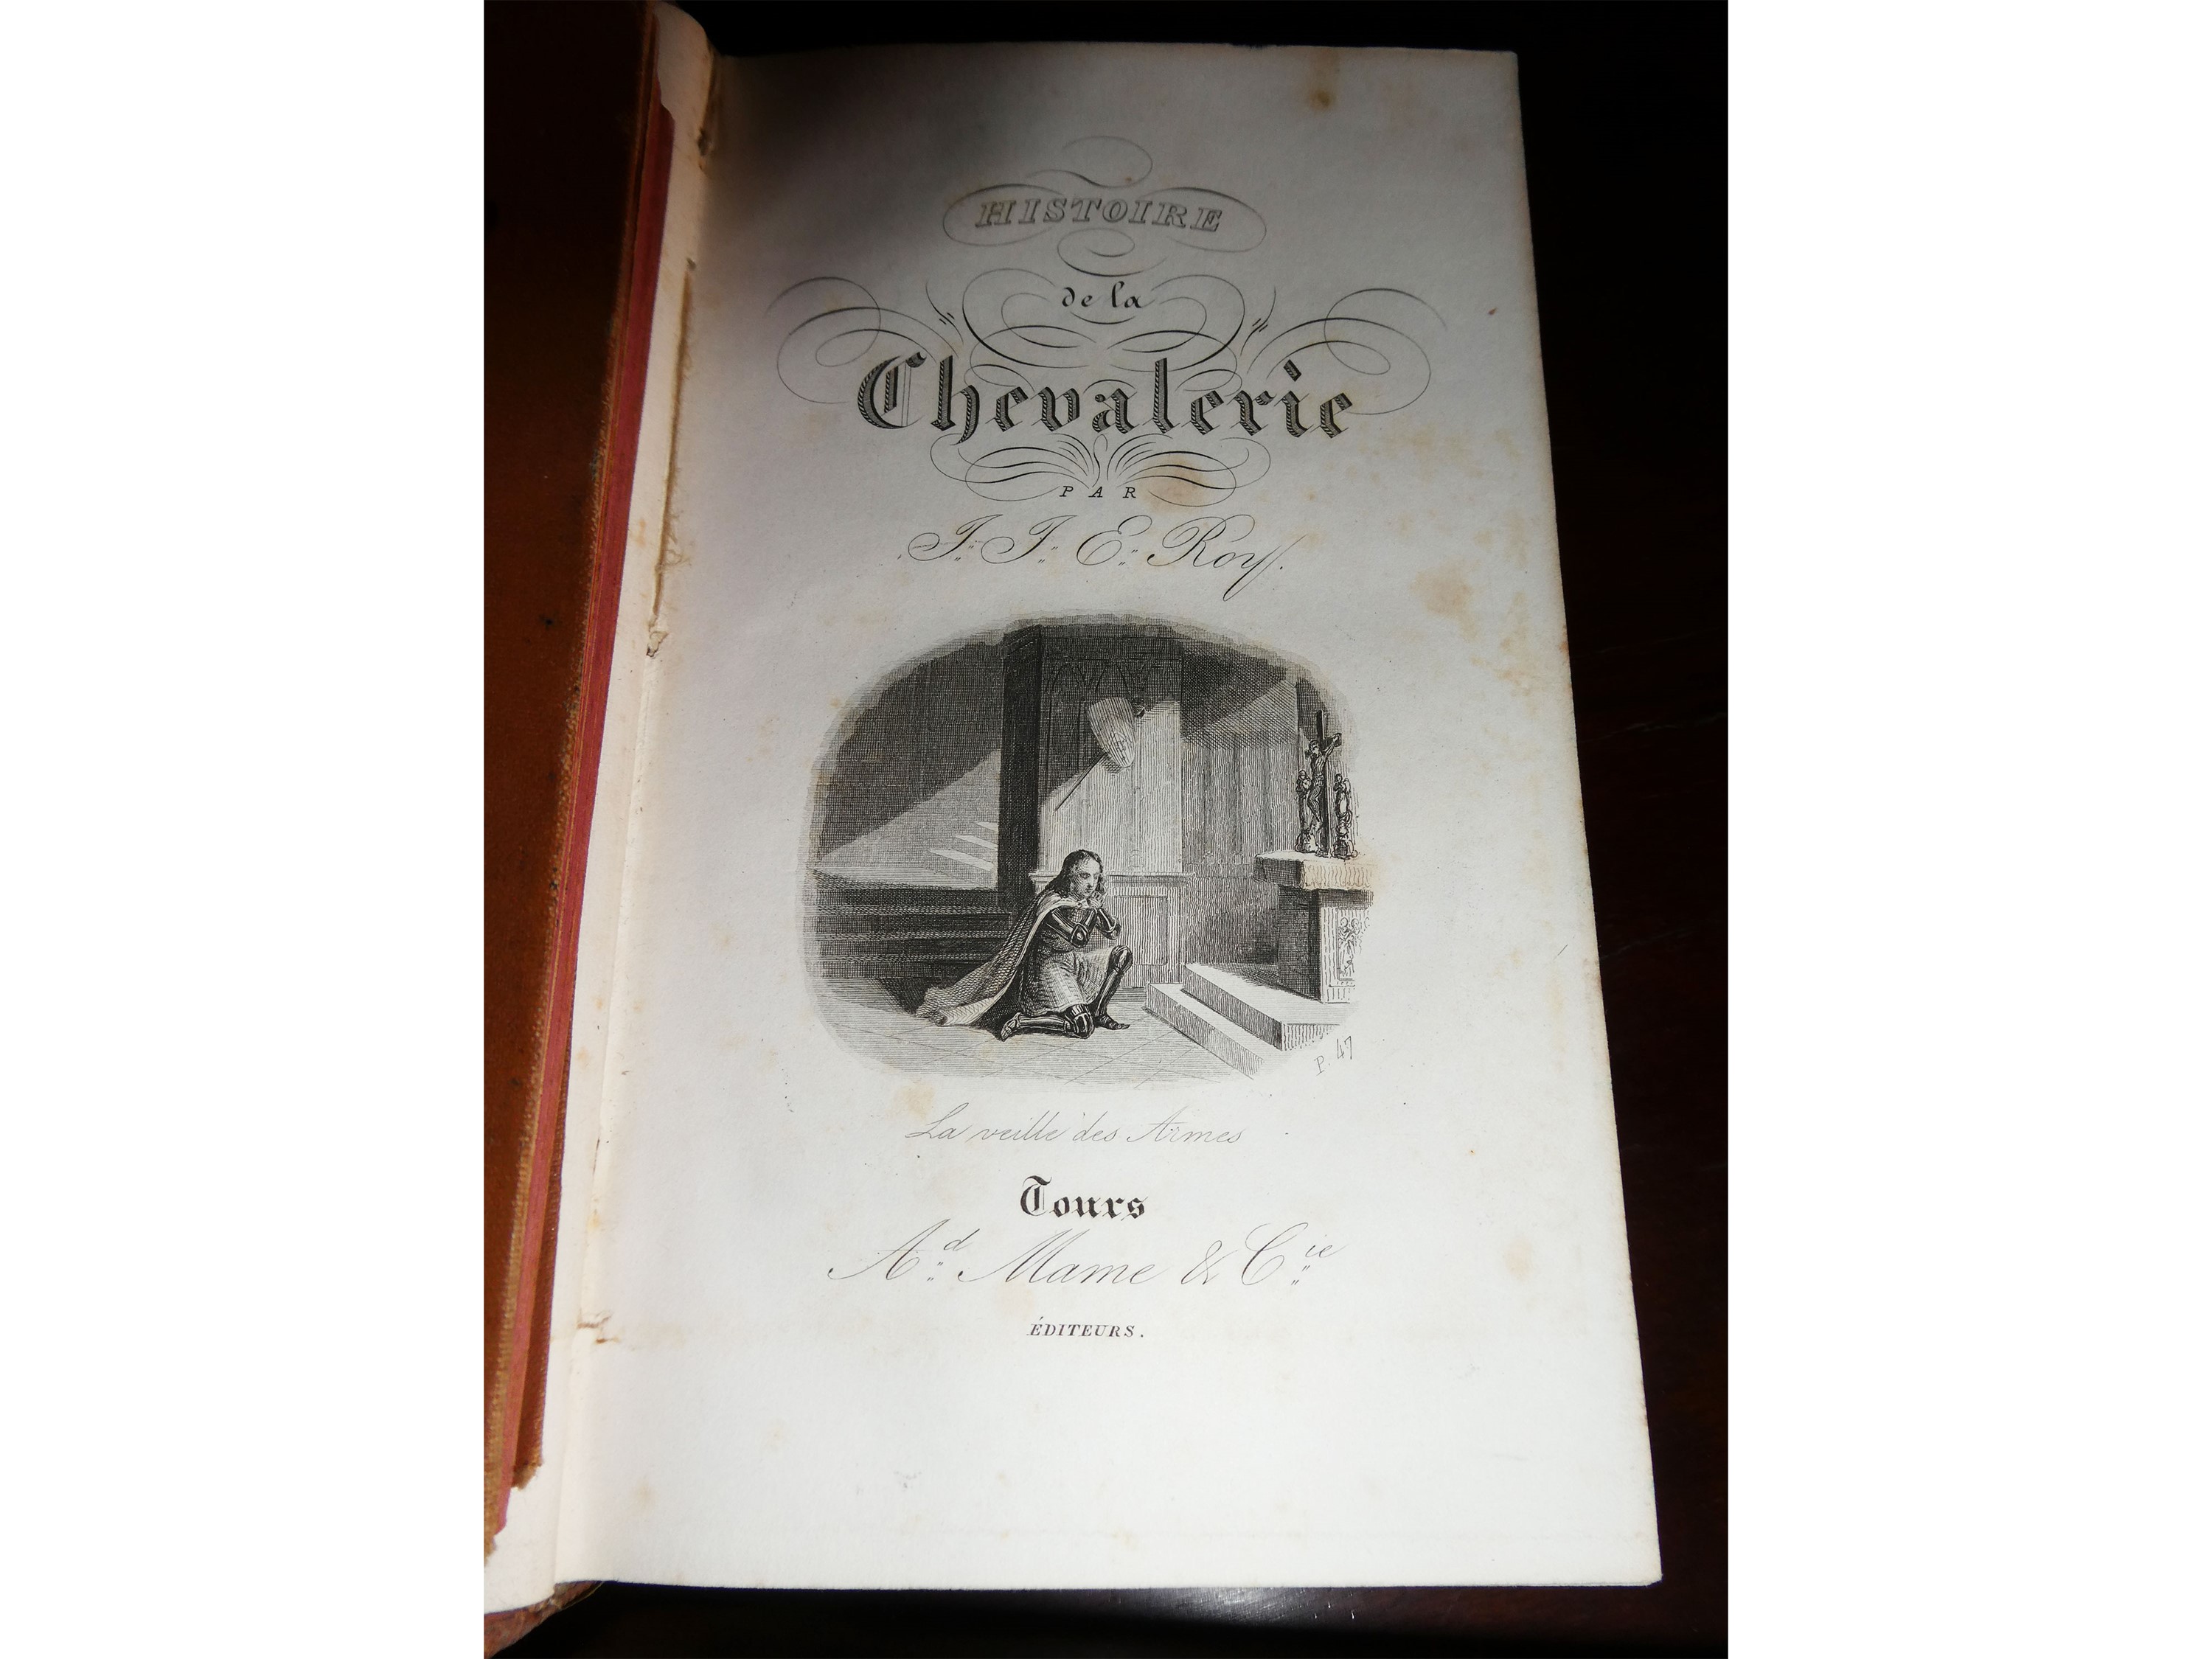 HISTOIRE
de la
Chevalerie
PAR
J. J. E. Roy.
P. 47
La veille des Armes
Tours
Ad Mame & Cie
ÉDITEURS.